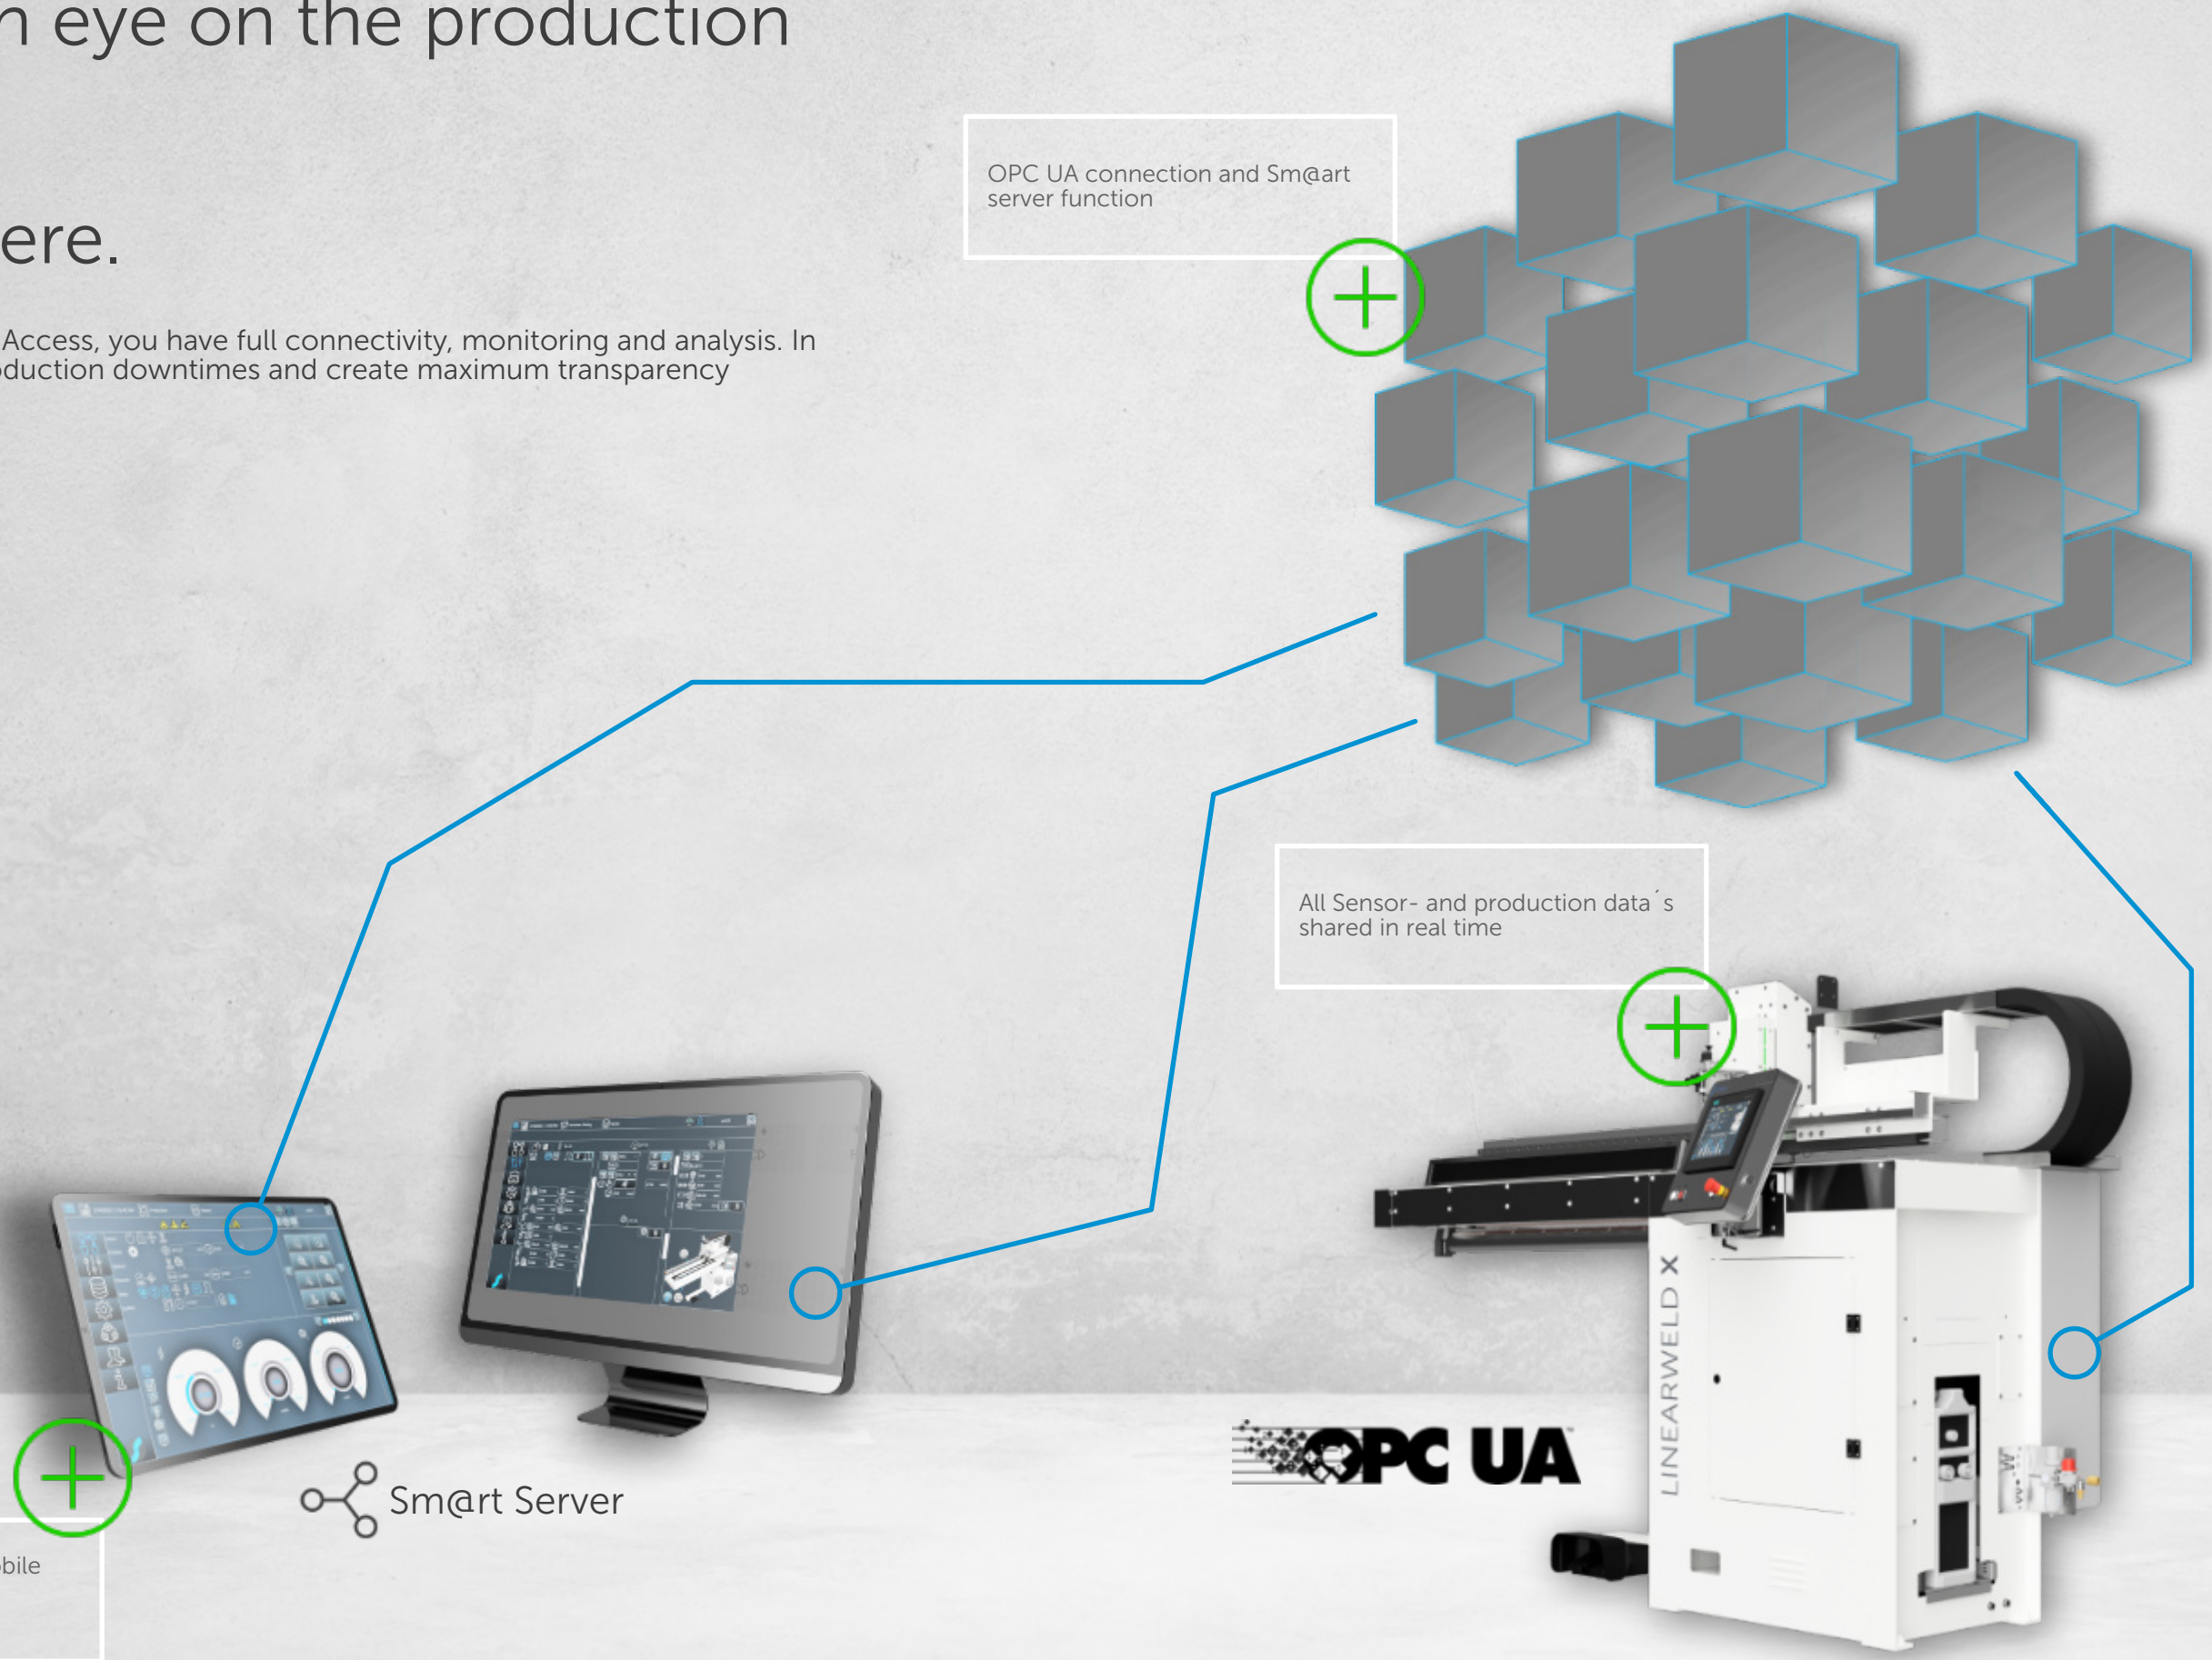 n eye on the production
ere.
Access, you have full connectivity, monitoring and analysis. In
duction downtimes and create maximum transparency
OPC UA connection and Sm@art
server function
All Sensor- and production data´s
shared in real time
LINEARWELD X
OPC UA
Sm@rt Server
bile